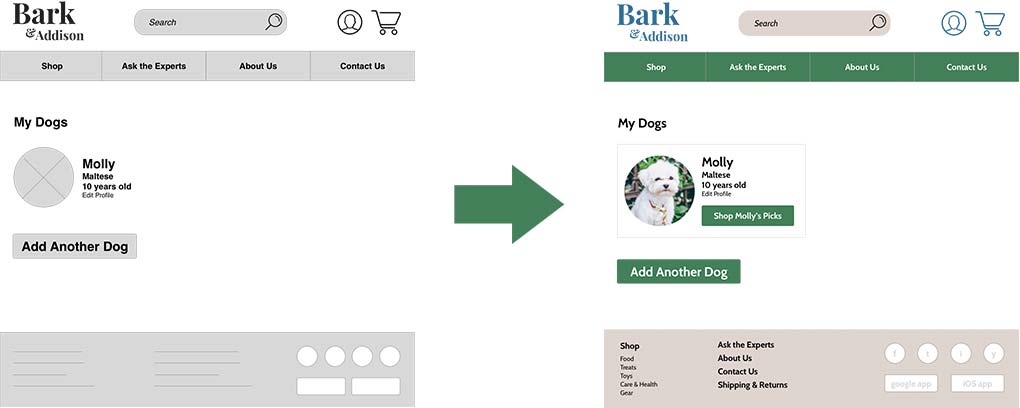 Bark
&Addison
Search
Shop
Ask the Experts
About Us
Contact Us
My Dogs
Molly
Maltese
10 years old
Edit Profile
Add Another Dog
Bark
&Addison
Search
Shop
Ask the Experts
About Us
Contact Us
My Dogs
Molly
Maltese
10 years old
Edit Profile
Shop Molly's Picks
Add Another Dog
Shop
Food
Treats
Toys
Care & Health
Gear
Ask the Experts
About Us
Contact Us
Shipping & Returns
f
t
i
y
google app
iOS app